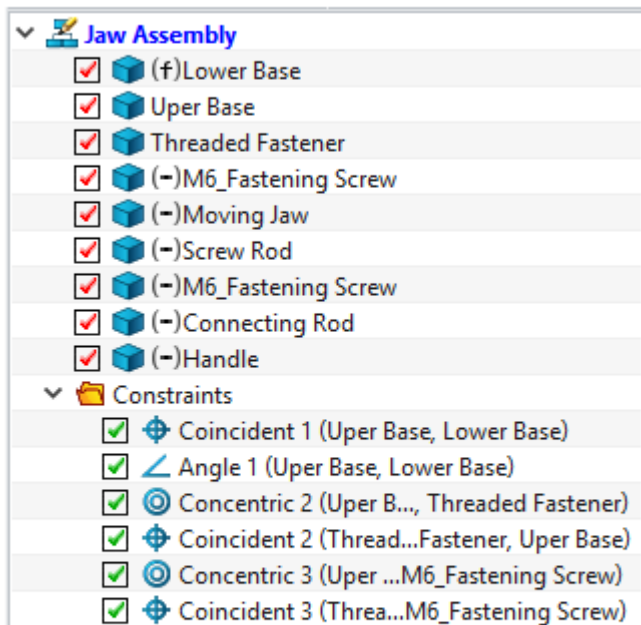 Jaw Assembly
(f)Lower Base
Uper Base
Threaded Fastener
(-)M6_Fastening Screw
(-)Moving Jaw
(-)Screw Rod
(-)M6_Fastening Screw
(-)Connecting Rod
(-)Handle
Constraints
Coincident 1 (Uper Base, Lower Base)
Angle 1 (Uper Base, Lower Base)
Concentric 2 (Uper B..., Threaded Fastener)
Coincident 2 (Thread...Fastener, Uper Base)
Concentric 3 (Uper ...M6_Fastening Screw)
Coincident 3 (Threa...M6_Fastening Screw)